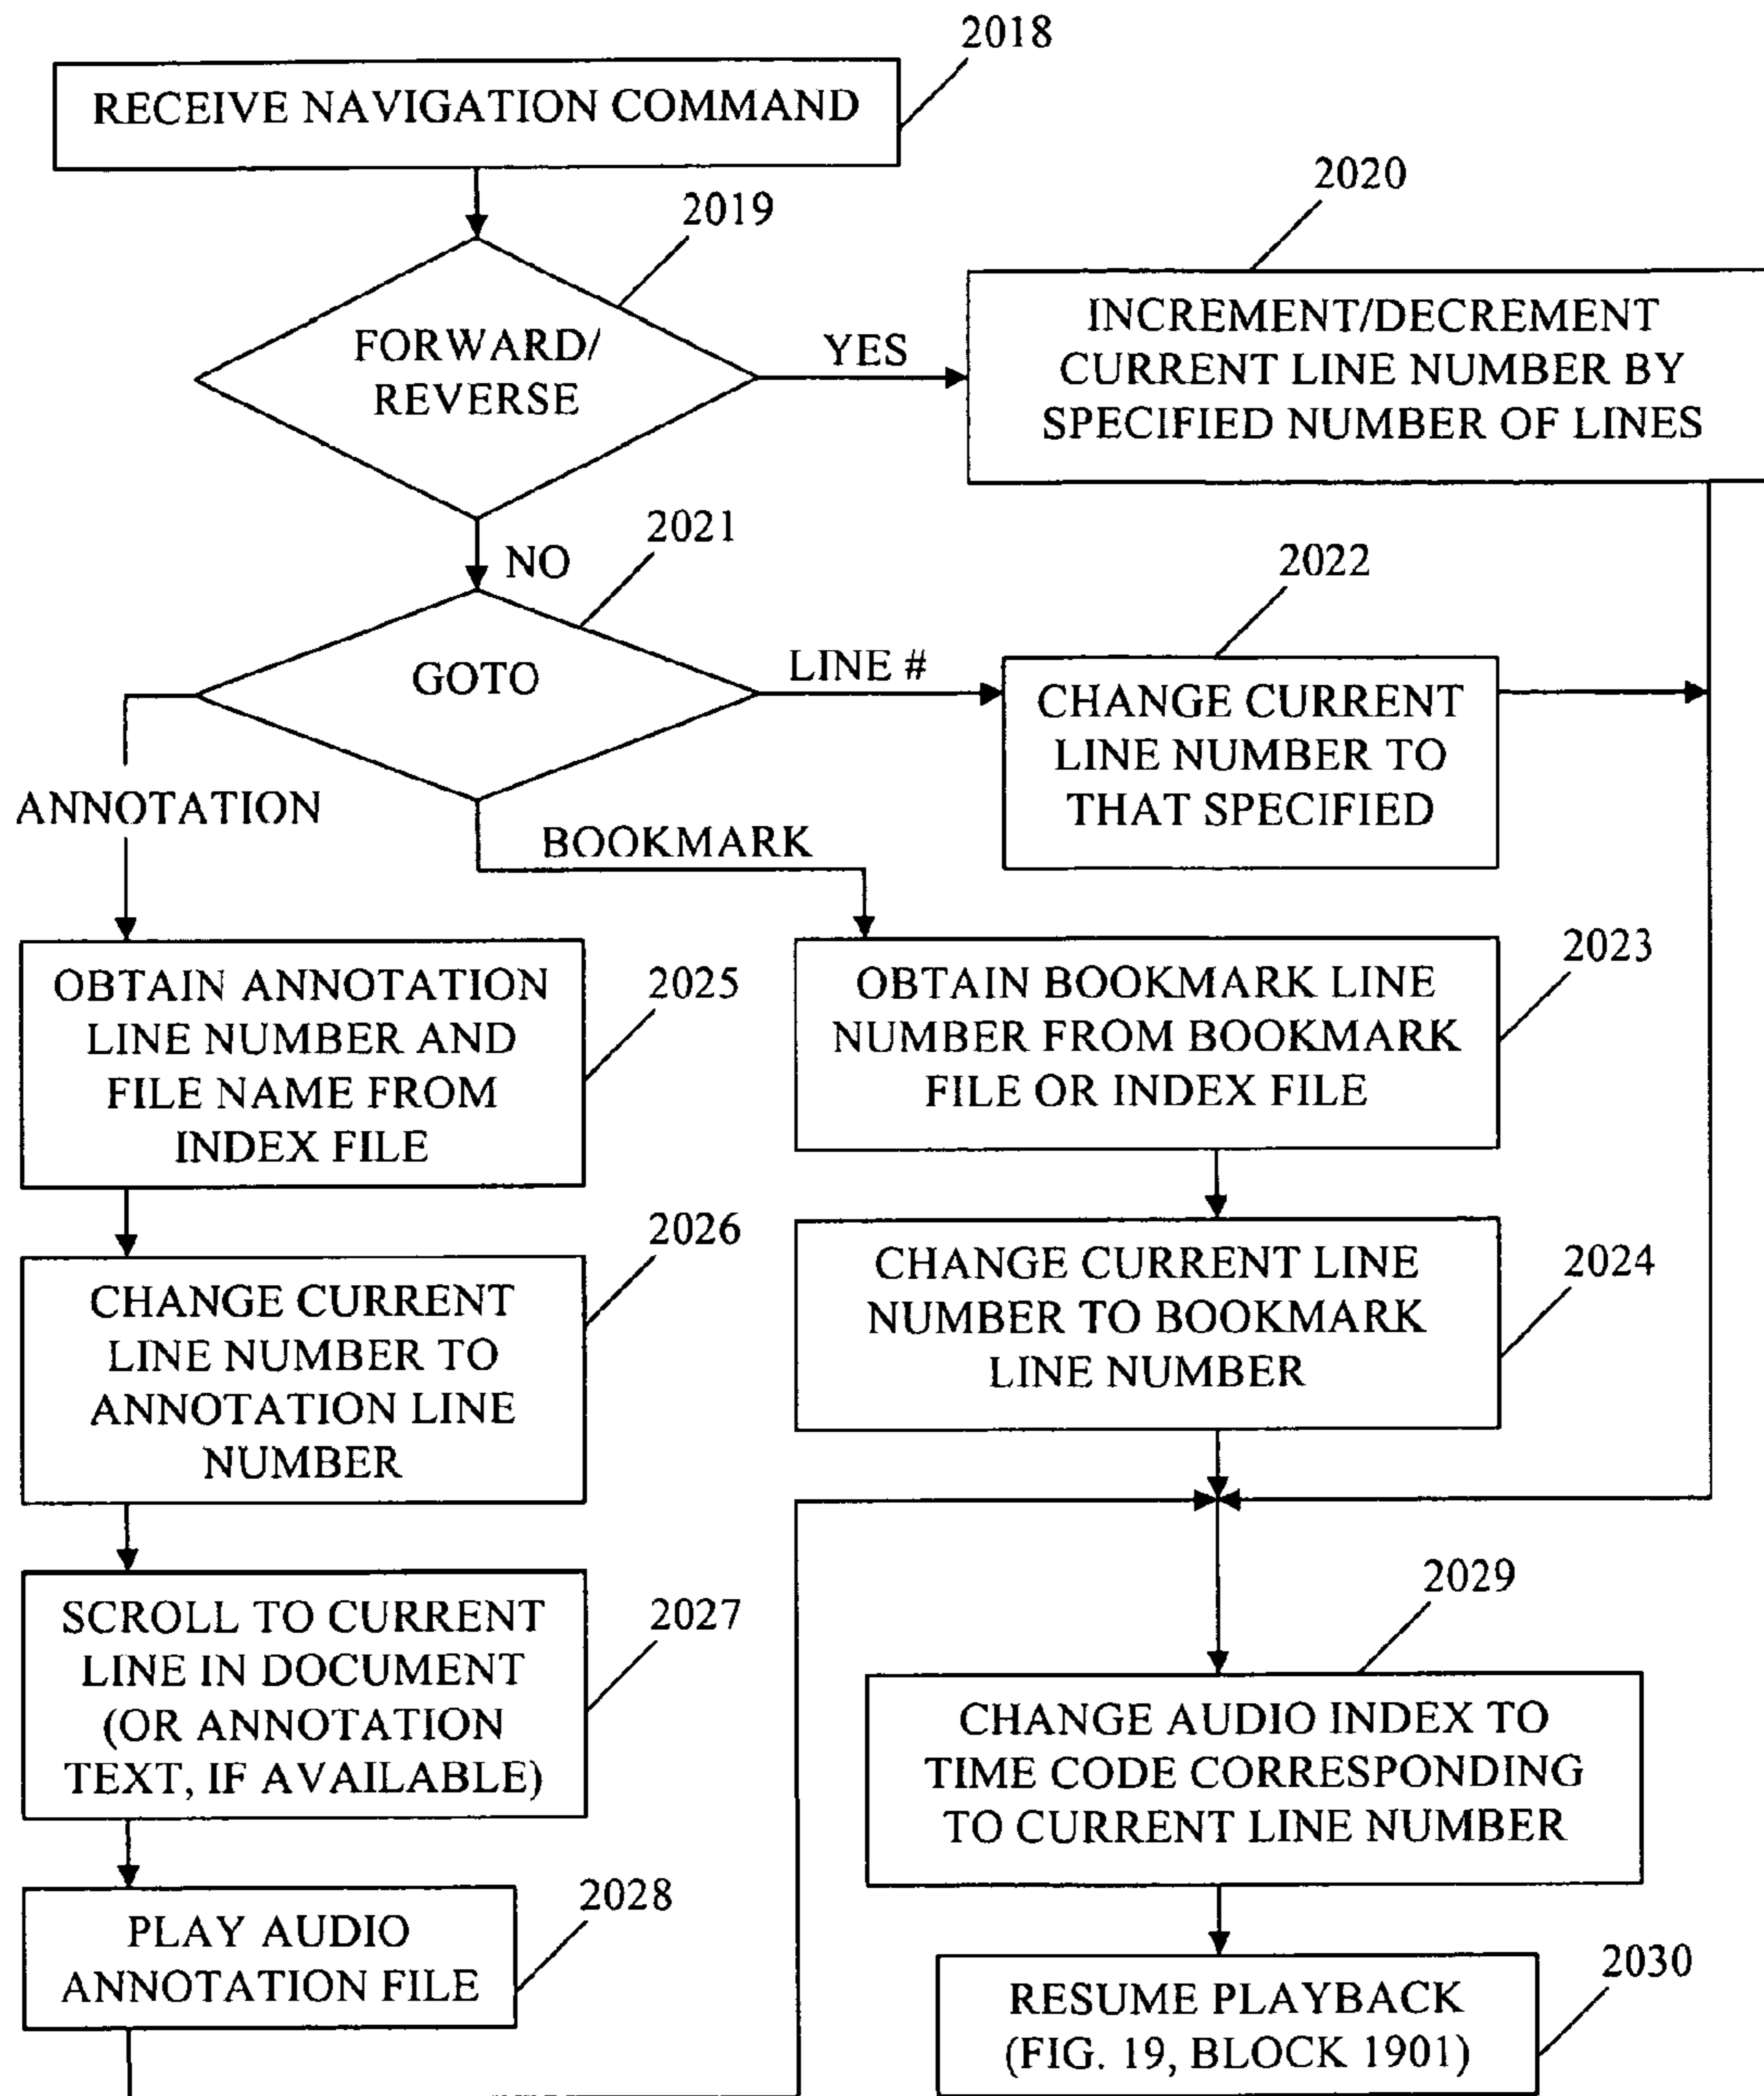 2018
RECEIVE NAVIGATION COMMAND
2019
2020
FORWARD/
REVERSE
YES
INCREMENT/DECREMENT
CURRENT LINE NUMBER BY
SPECIFIED NUMBER OF LINES
NO
2021
2022
GOTO
LINE #
CHANGE CURRENT
LINE NUMBER TO
THAT SPECIFIED
ANNOTATION
BOOKMARK
OBTAIN ANNOTATION
LINE NUMBER AND
FILE NAME FROM
INDEX FILE
2025
OBTAIN BOOKMARK LINE
NUMBER FROM BOOKMARK
FILE OR INDEX FILE
2023
CHANGE CURRENT
LINE NUMBER TO
ANNOTATION LINE
NUMBER
2026
CHANGE CURRENT LINE
NUMBER TO BOOKMARK
LINE NUMBER
2024
SCROLL TO CURRENT
LINE IN DOCUMENT
(OR ANNOTATION
TEXT, IF AVAILABLE)
2027
2029
CHANGE AUDIO INDEX TO
TIME CODE CORRESPONDING
TO CURRENT LINE NUMBER
PLAY AUDIO
ANNOTATION FILE
2028
RESUME PLAYBACK
(FIG. 19, BLOCK 1901)
2030